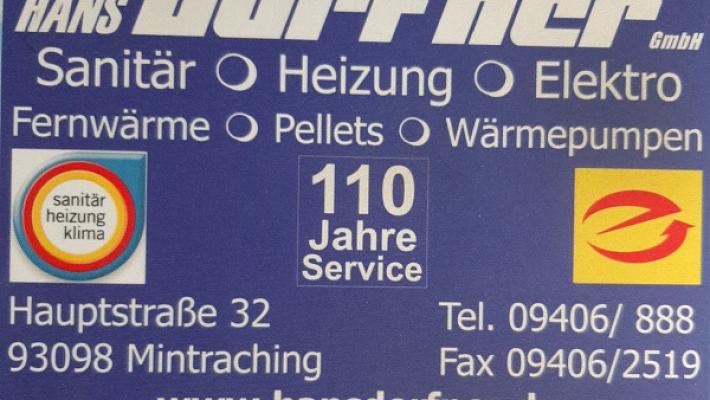 HANS Dorfner GmbH
Sanitär Heizung Elektro
Fernwärme Pellets Wärmepumpen
sanitär
heizung
klima
110
Jahre
Service
Hauptstraße 32
93098 Mintraching
Tel. 09406/ 888
Fax 09406/2519